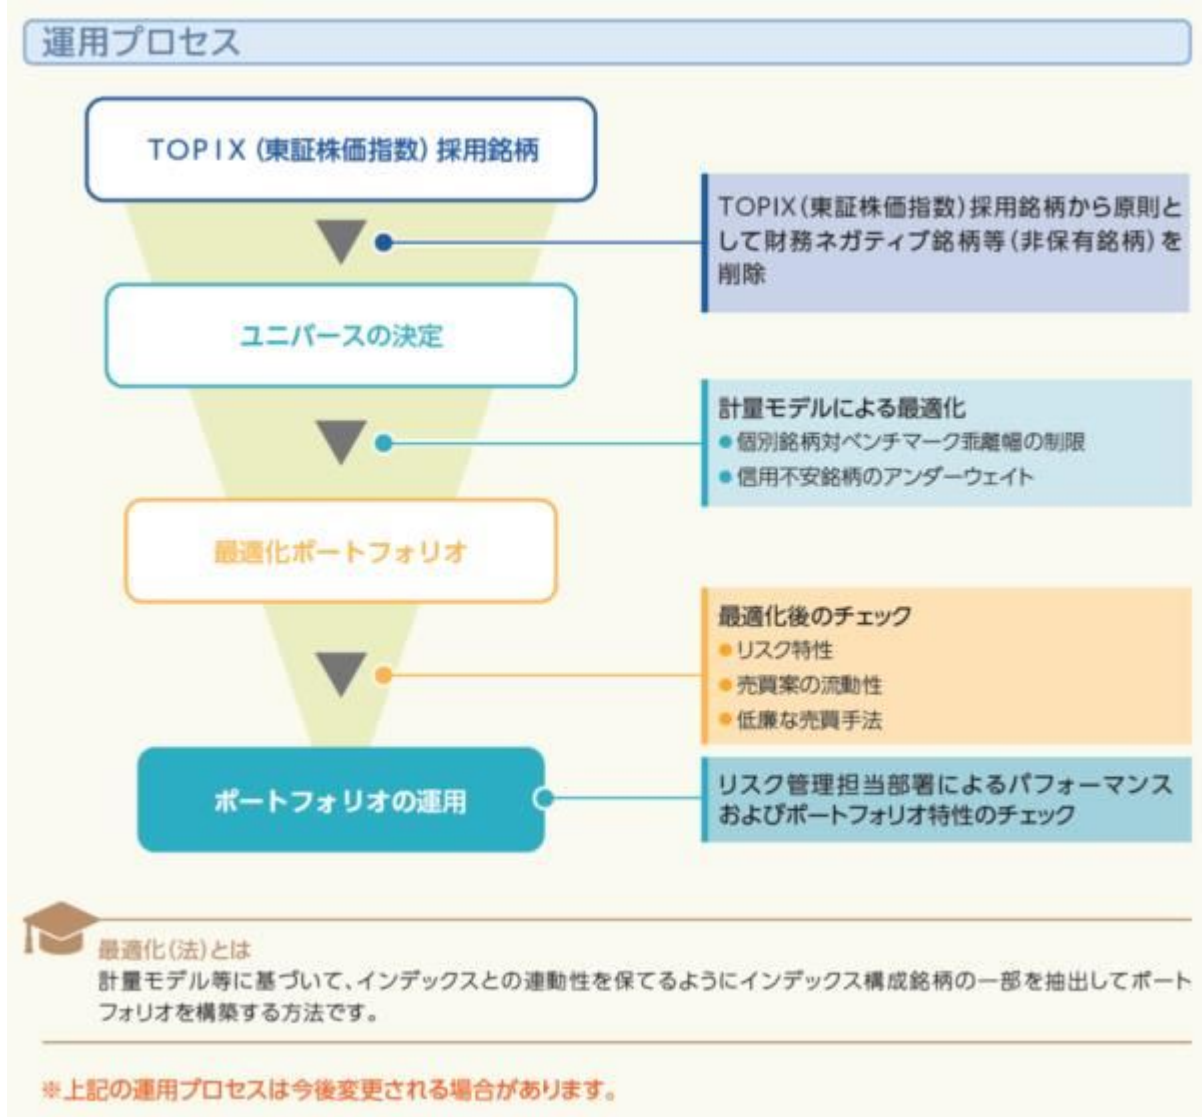 運用プロセス
TOPIX(東証株価指数)採用銘柄
TOPIX(東証株価指数)採用銘柄から原則と
して財務ネガティブ銘柄等(非保有銘柄)を
削除
ユニバースの決定
計量モデルによる最適化
●個別銘柄対ベンチマーク乖離幅の制限
●信用不安銘柄のアンダーウェイト
最適化ポートフォリオ
最適化後のチェック
●リスク特性
●売買案の流動性
●低廉な売買手法
ポートフォリオの運用
リスク管理担当部署によるパフォーマンス
およびポートフォリオ特性のチェック
最適化(法)とは
計量モデル等に基づいて、インデックスとの連動性を保てるようにインデックス構成銘柄の一部を抽出してポート
フォリオを構築する方法です。
※上記の運用プロセスは今後変更される場合があります。